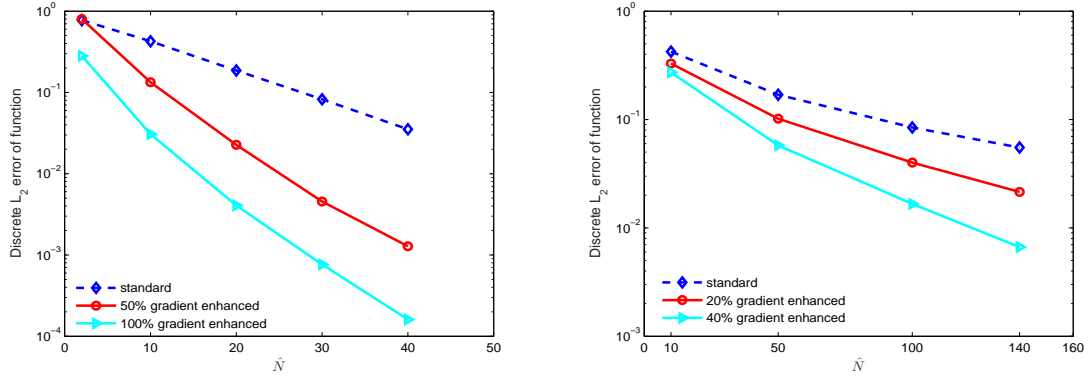 10^0
10^-1
10^-2
10^-3
10^-4
Discrete L_2 error of function
standard
50% gradient enhanced
100% gradient enhanced
0 10 20 30 40 50
N̂
10^0
10^-1
10^-2
10^-3
Discrete L_2 error of function
standard
20% gradient enhanced
40% gradient enhanced
0 10 50 100 140 160
N̂